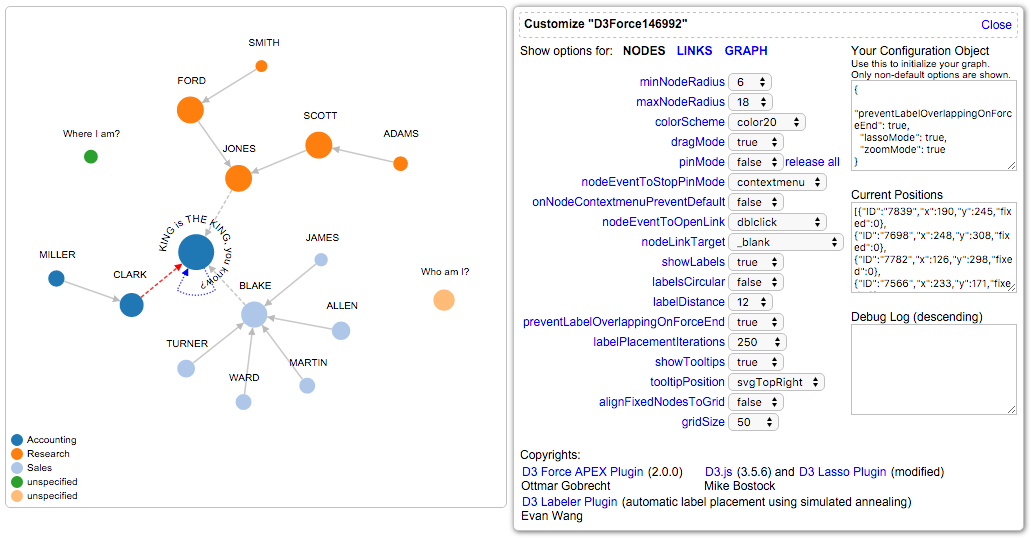 SMITH
FORD
SCOTT
Where I am?
ADAMS
JONES
KING is THE KING, you know?
JAMES
MILLER
CLARK
Who am I?
BLAKE
ALLEN
TURNER
MARTIN
WARD
Accounting
Research
Sales
unspecified
unspecified
Customize "D3Force146992"
Close
Show options for: NODES LINKS GRAPH
minNodeRadius 6
maxNodeRadius 18
colorScheme color20
dragMode true
pinMode false release all
nodeEventToStopPinMode contextmenu
onNodeContextmenuPreventDefault false
nodeEventToOpenLink dblclick
nodeLinkTarget _blank
showLabels true
labelsCircular false
labelDistance 12
preventLabelOverlappingOnForceEnd true
labelPlacementIterations 250
showTooltips true
tooltipPosition svgTopRight
alignFixedNodesToGrid false
gridSize 50
Your Configuration Object
Use this to initialize your graph.
Only non-default options are shown.
{
"preventLabelOverlappingOnForc
eEnd": true,
"lassoMode": true,
"zoomMode": true
}
Current Positions
[{"ID":"7839","x":190,"y":245,"fix
ed":0},
{"ID":"7698","x":248,"y":308,"fix
ed":0},
{"ID":"7782","x":126,"y":298,"fix
ed":0},
{"ID":"7566","x":233,"y":171,"fixe
Debug Log (descending)
Copyrights:
D3 Force APEX Plugin (2.0.0) D3.js (3.5.6) and D3 Lasso Plugin (modified)
Ottmar Gobrecht Mike Bostock
D3 Labeler Plugin (automatic label placement using simulated annealing)
Evan Wang